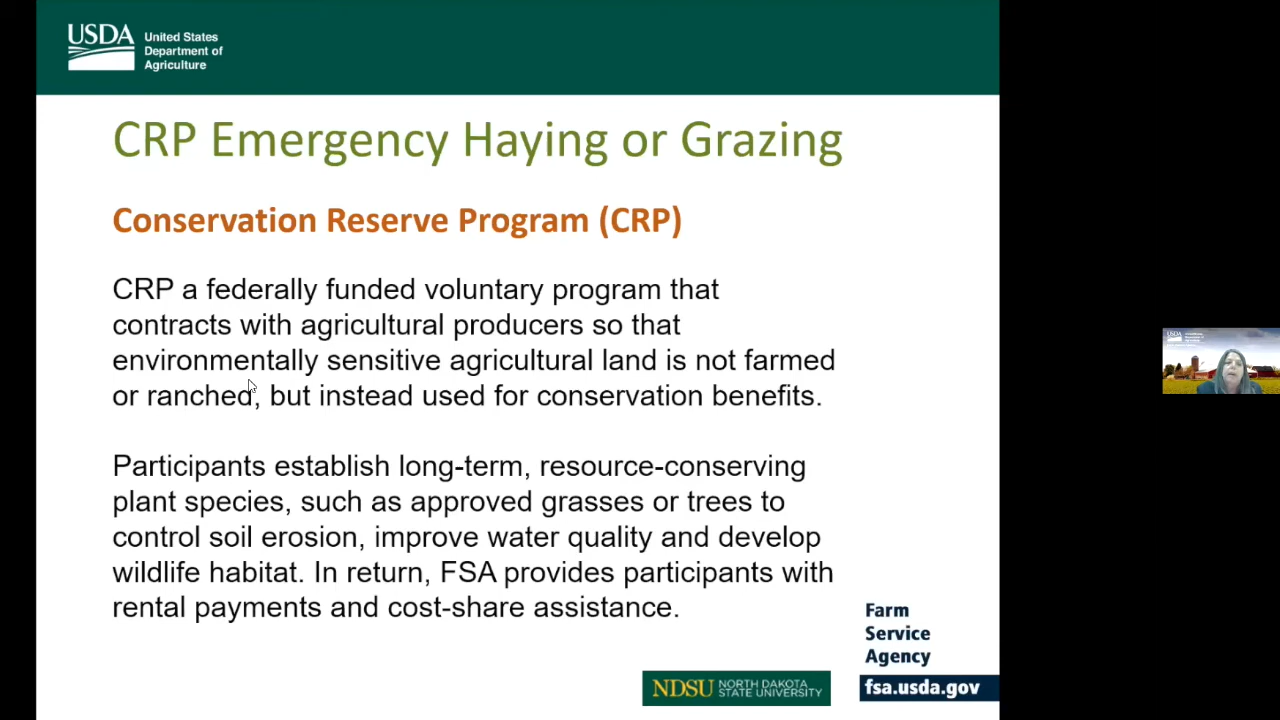 USDA
United States
Department of
Agriculture
CRP Emergency Haying or Grazing
Conservation Reserve Program (CRP)
CRP a federally funded voluntary program that
contracts with agricultural producers so that
environmentally sensitive agricultural land is not farmed
or ranched, but instead used for conservation benefits.
Participants establish long-term, resource-conserving
plant species, such as approved grasses or trees to
control soil erosion, improve water quality and develop
wildlife habitat. In return, FSA provides participants with
rental payments and cost-share assistance.
Farm
Service
Agency
fsa.usda.gov
NDSU
NORTH DAKOTA
STATE UNIVERSITY
USDA